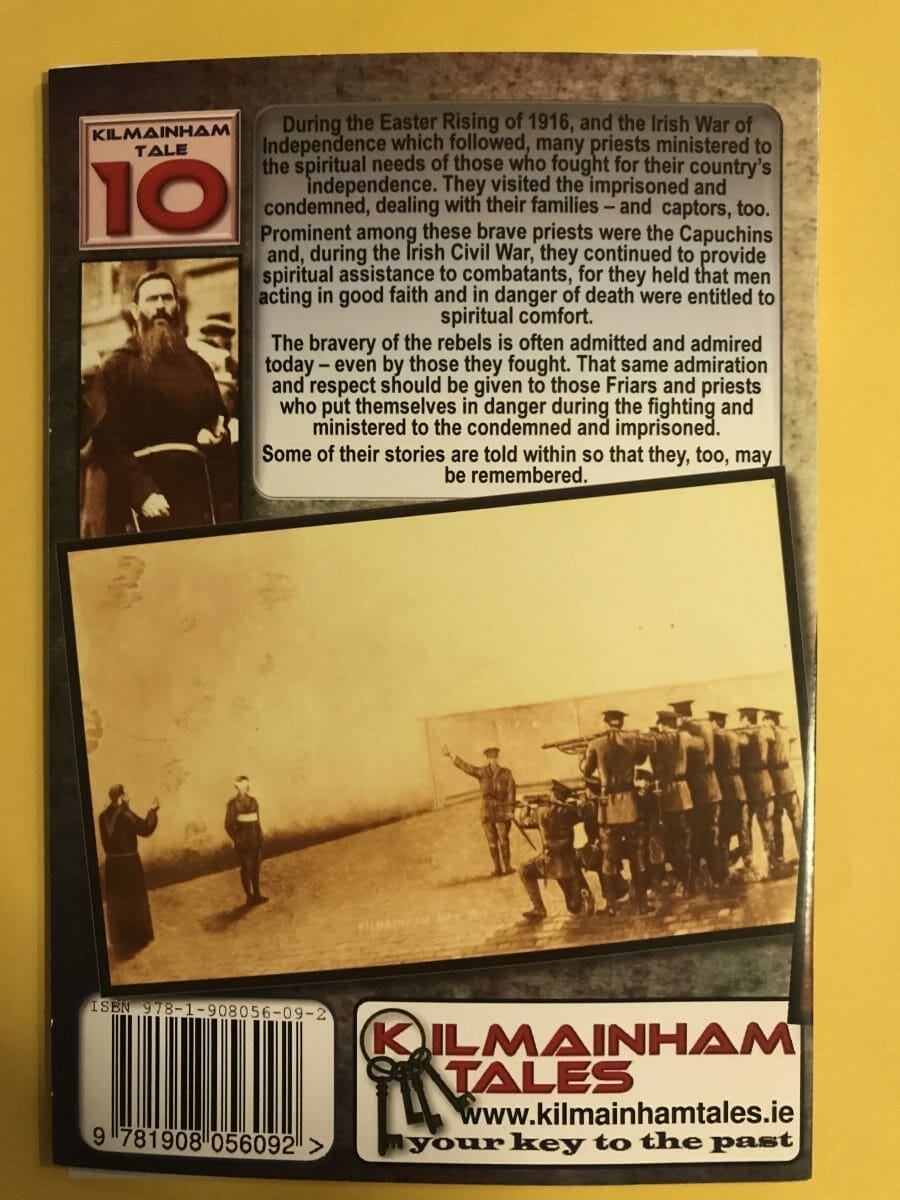 KILMAINHAM
TALE
10
During the Easter Rising of 1916, and the Irish War of
Independence which followed, many priests ministered to
the spiritual needs of those who fought for their country's
independence. They visited the imprisoned and
condemned, dealing with their families – and captors, too.
Prominent among these brave priests were the Capuchins
and, during the Irish Civil War, they continued to provide
spiritual assistance to combatants, for they held that men
acting in good faith and in danger of death were entitled to
spiritual comfort.
The bravery of the rebels is often admitted and admired
today – even by those they fought. That same admiration
and respect should be given to those Friars and priests
who put themselves in danger during the fighting and
ministered to the condemned and imprisoned.
Some of their stories are told within so that they, too, may
be remembered.
KILMAINHAM MAY
ISBN 978-1-908056-09-2
9 781908 056092 >
KILMAINHAM
TALES
www.kilmainhamtales.ie
your key to the past